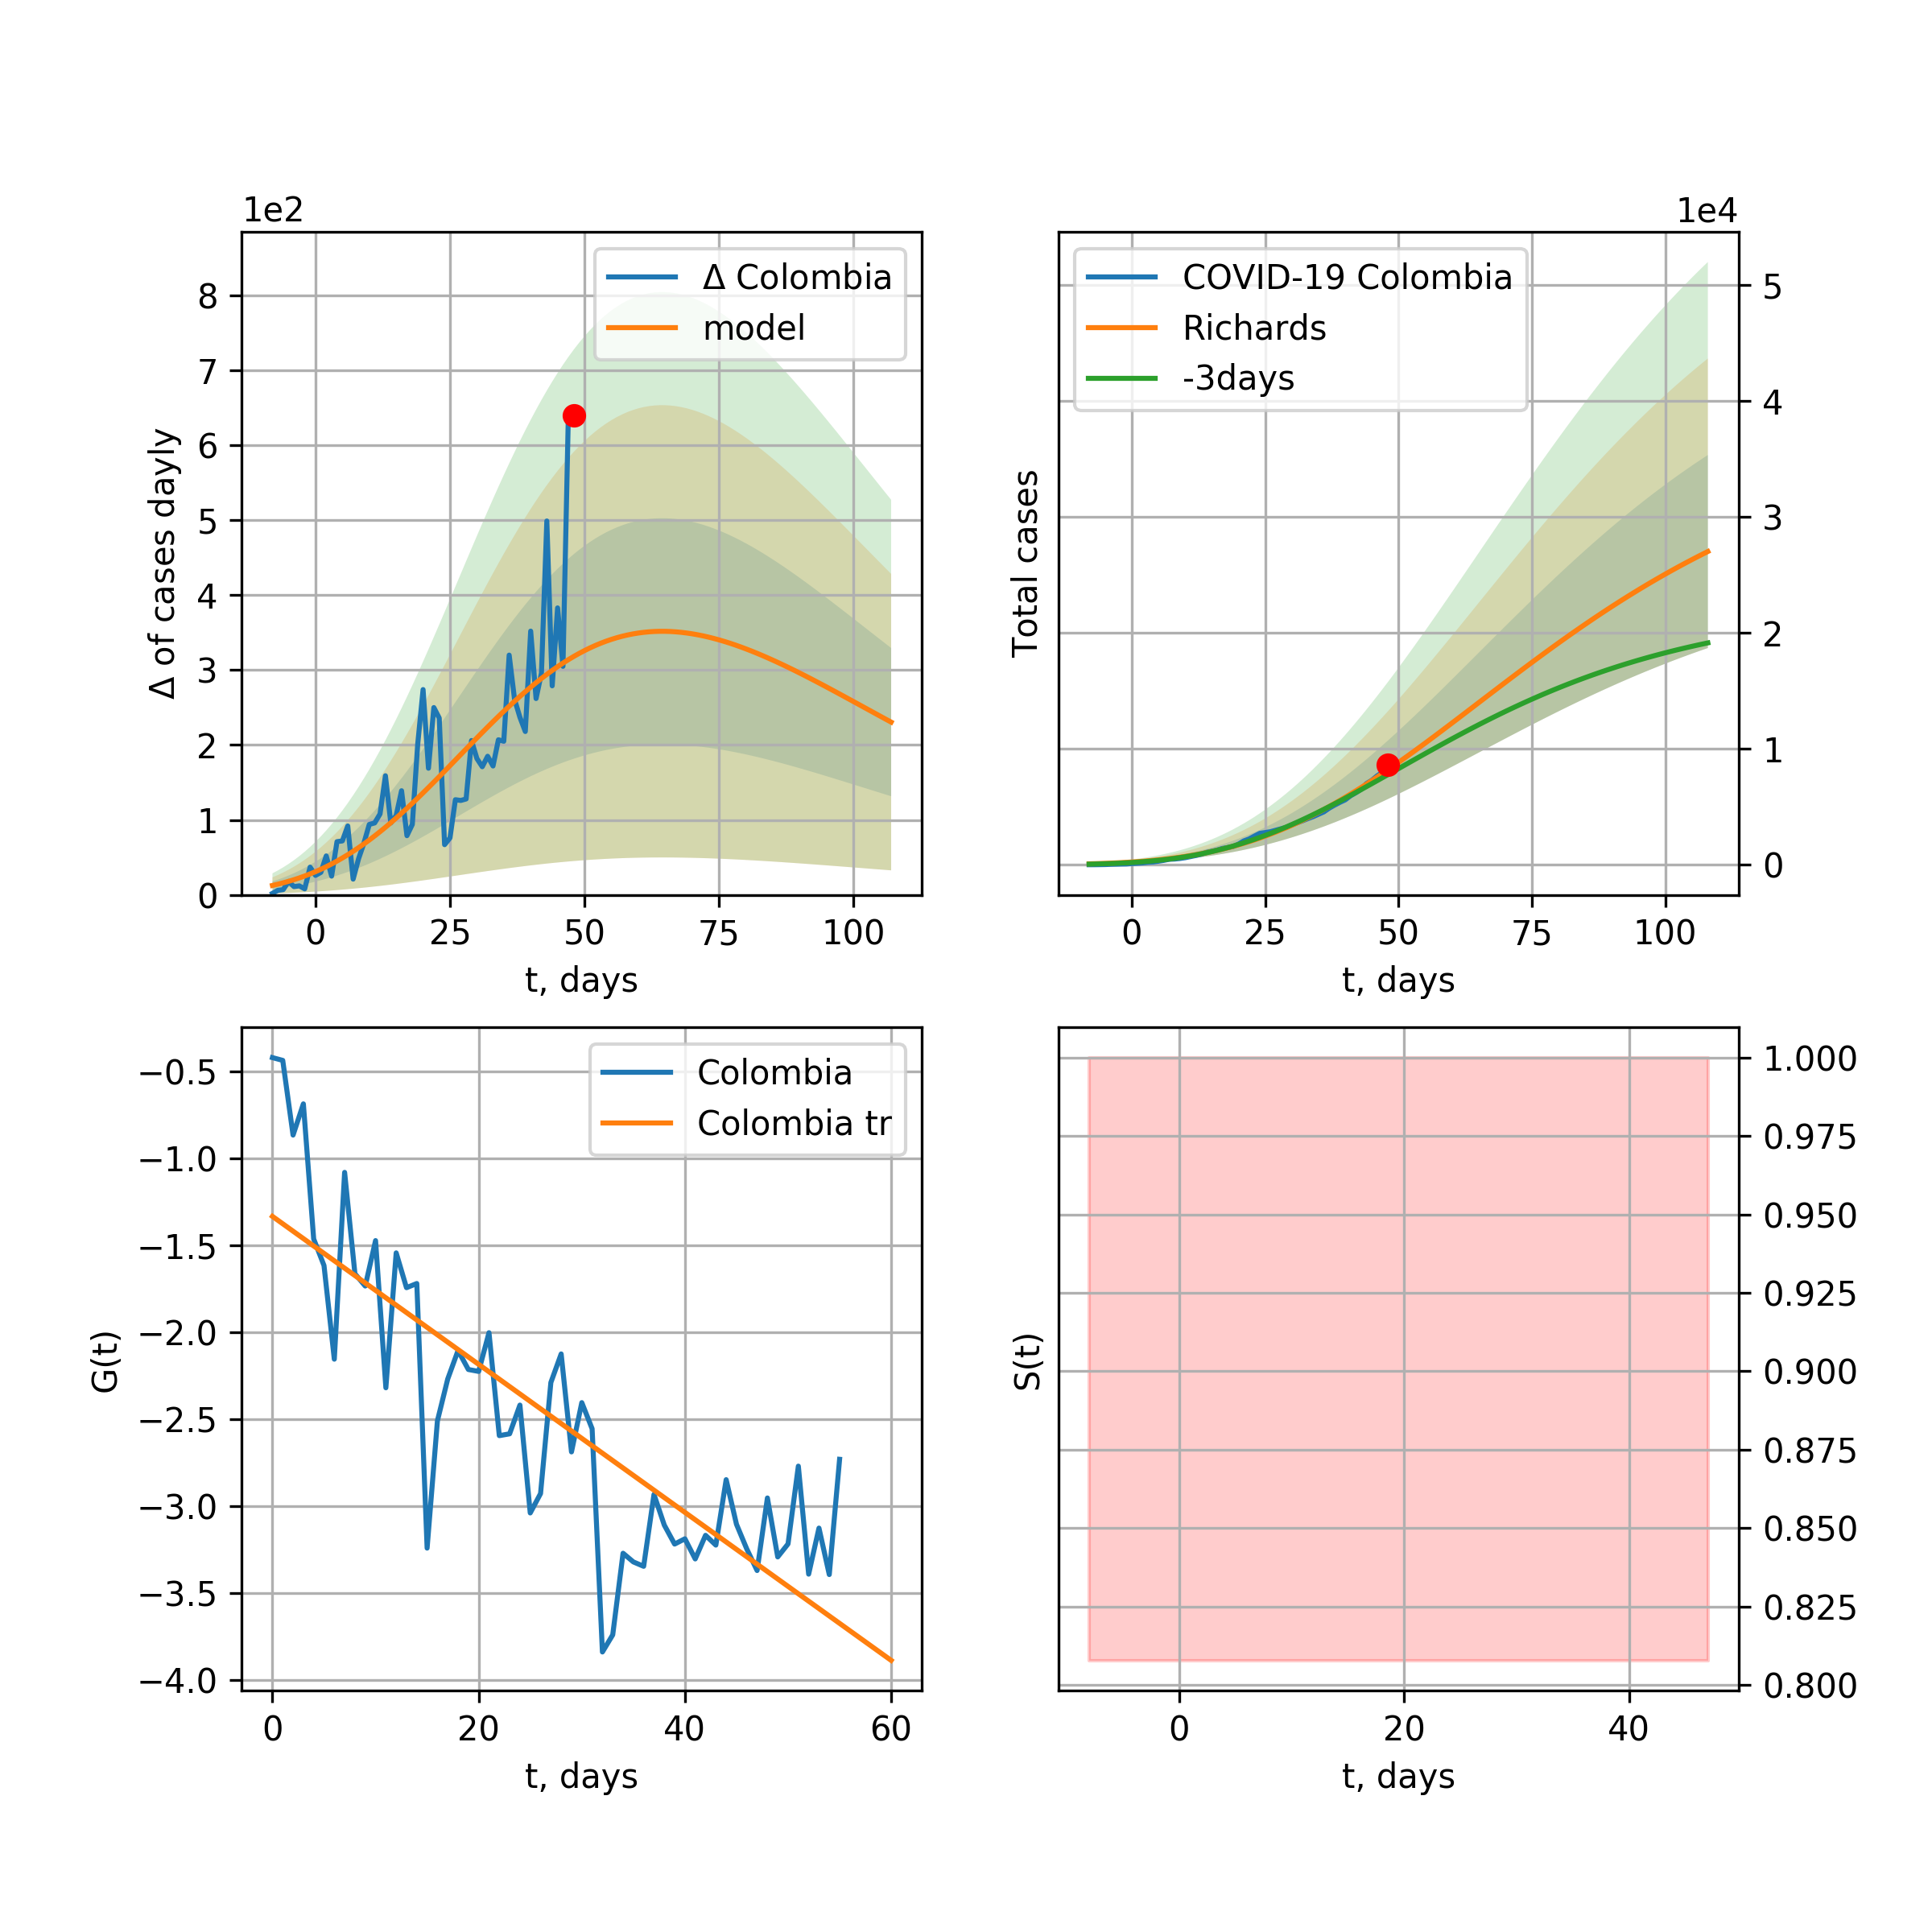 1e2
Δ of cases dayly
8
7
6
5
4
3
2
1
0
0 25 50 75 100
t, days
Δ Colombia
model
1e4
Total cases
5
4
3
2
1
0
0 25 50 75 100
t, days
COVID-19 Colombia
Richards
-3days
G(t)
−0.5
−1.0
−1.5
−2.0
−2.5
−3.0
−3.5
−4.0
0 20 40 60
t, days
Colombia
Colombia tr
S(t)
1.000
0.975
0.950
0.925
0.900
0.875
0.850
0.825
0.800
0 20 40
t, days